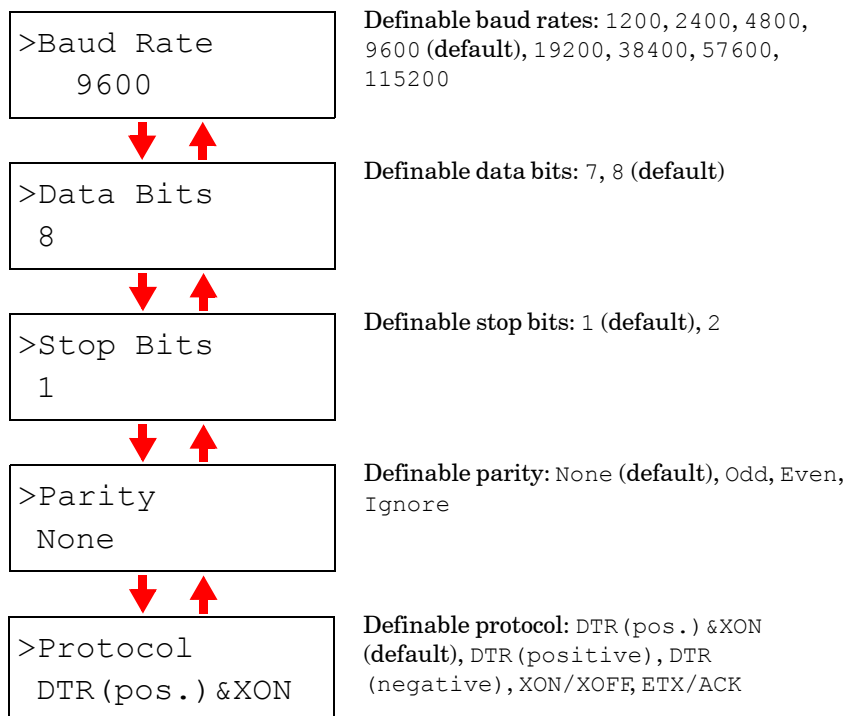 >Baud Rate
9600
Definable baud rates: 1200, 2400, 4800,
9600 (default), 19200, 38400, 57600,
115200
>Data Bits
8
Definable data bits: 7, 8 (default)
>Stop Bits
1
Definable stop bits: 1 (default), 2
>Parity
None
Definable parity: None (default), Odd, Even,
Ignore
>Protocol
DTR(pos.)&XON
Definable protocol: DTR(pos.)&XON
(default), DTR(positive), DTR
(negative), XON/XOFF, ETX/ACK